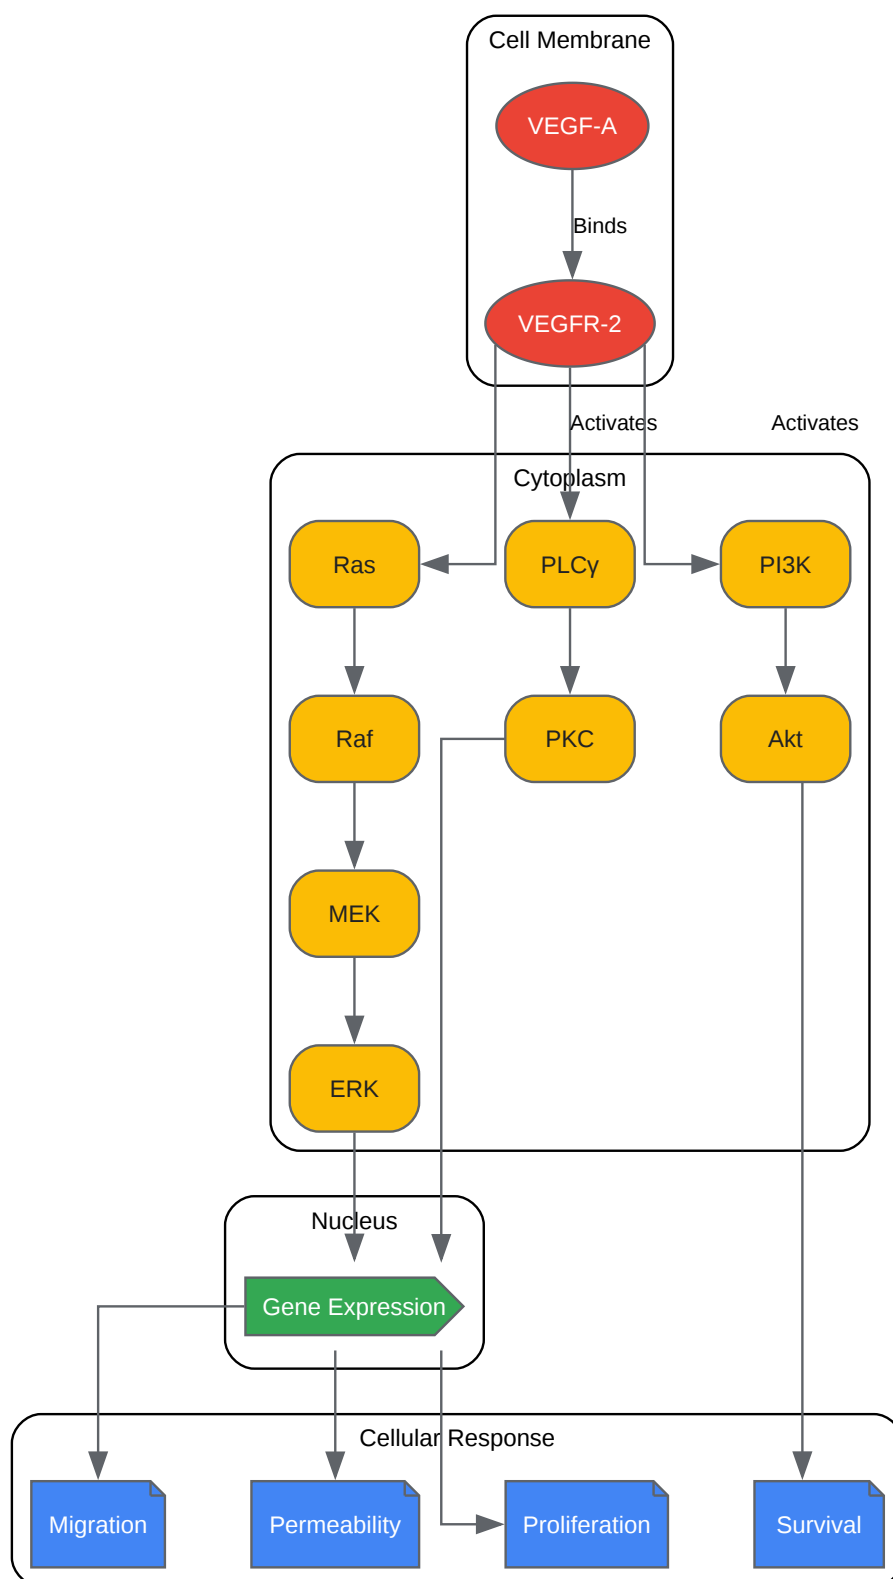 Cell Membrane
VEGF-A
Binds
VEGFR-2
Activates
Activates
Cytoplasm
Ras
PLCγ
PI3K
Raf
PKC
Akt
MEK
ERK
Nucleus
Gene Expression
Cellular Response
Migration
Permeability
Proliferation
Survival